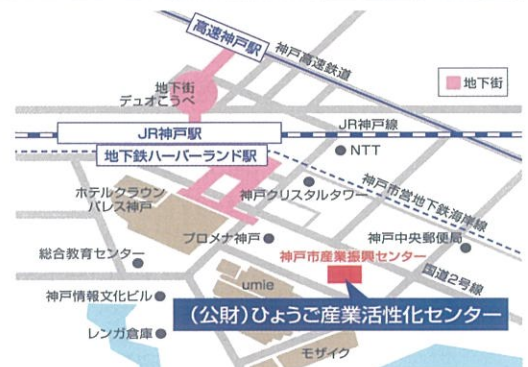 高速神戸駅
神戸高速鉄道
地下街
デュオこうべ
地下街
JR神戸駅
JR神戸線
地下鉄ハーバーランド駅
NTT
神戸市営地下鉄海岸線
ホテルクラウン
パレス神戸
神戸クリスタルタワー
プロメナ神戸
神戸中央郵便局
総合教育センター
神戸市産業振興センター
国道2号線
umie
神戸情報文化ビル
(公財)ひょうご産業活性化センター
レンガ倉庫
モザイク